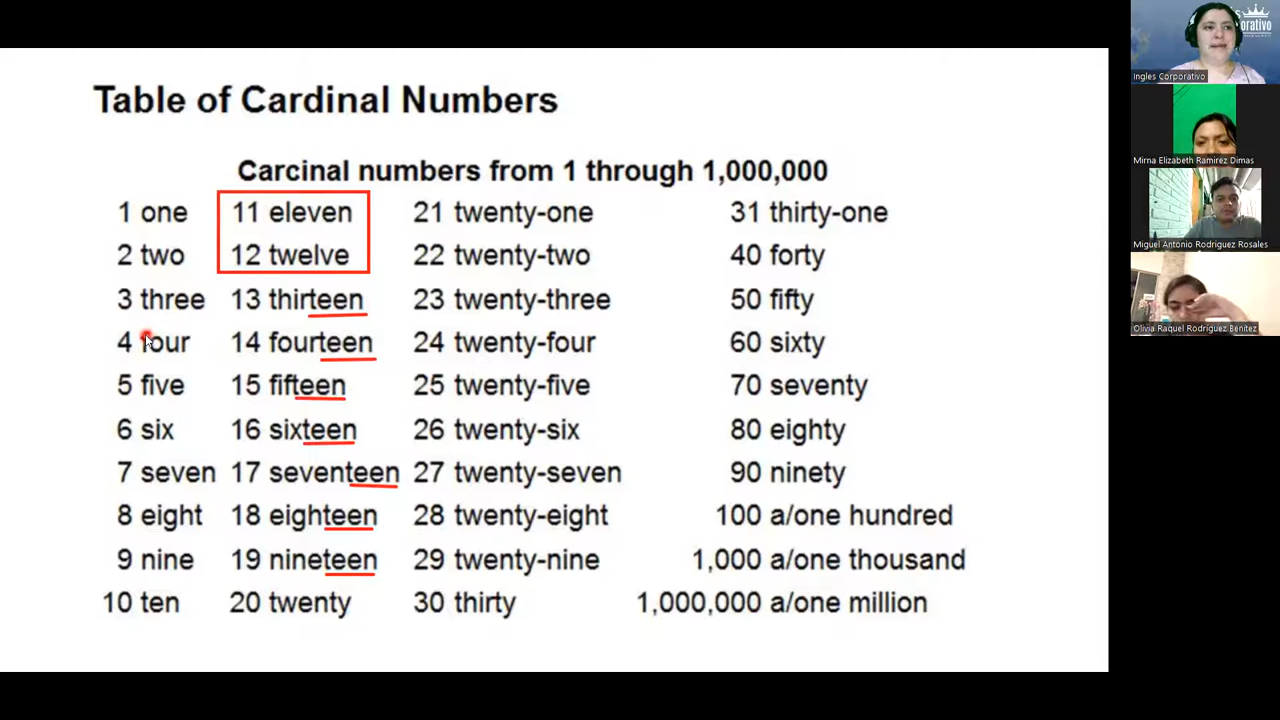 Table of Cardinal Numbers
Carcinal numbers from 1 through 1,000,000
1 one 11 eleven 21 twenty-one 31 thirty-one
2 two 12 twelve 22 twenty-two 40 forty
3 three 13 thirteen 23 twenty-three 50 fifty
4 four 14 fourteen 24 twenty-four 60 sixty
5 five 15 fifteen 25 twenty-five 70 seventy
6 six 16 sixteen 26 twenty-six 80 eighty
7 seven 17 seventeen 27 twenty-seven 90 ninety
8 eight 18 eighteen 28 twenty-eight 100 a/one hundred
9 nine 19 nineteen 29 twenty-nine 1,000 a/one thousand
10 ten 20 twenty 30 thirty 1,000,000 a/one million
Ingles Corporativo
Mirna Elizabeth Ramirez Dimas
Miguel Antonio Rodriguez Rosales
Olivia Raquel Rodriguez Benitez